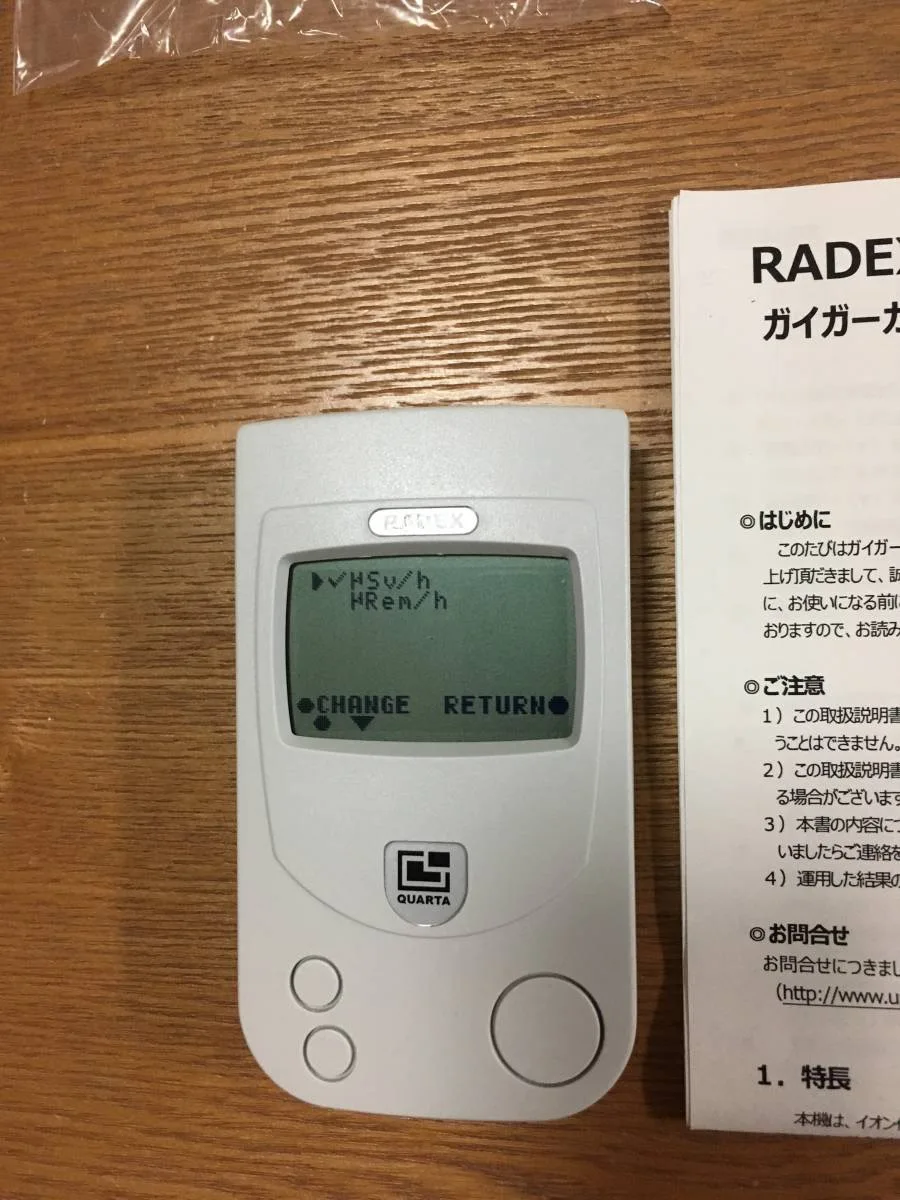 RADEX
µSv/h
µRem/h
CHANGE RETURN
QUARTA
RADEX
ガイガーカ
◎はじめに
このたびはガイガー
上げ頂だきまして、誠
に、お使いになる前に
おりますので、お読み
◎ご注意
1）この取扱説明書
うことはできません。
2）この取扱説明書
る場合がございます
3）本書の内容に
いましたらご連絡を
4）運用した結果の
◎お問合せ
お問合せにつきまし
（http://www.u
1．特長
本機は、イオン